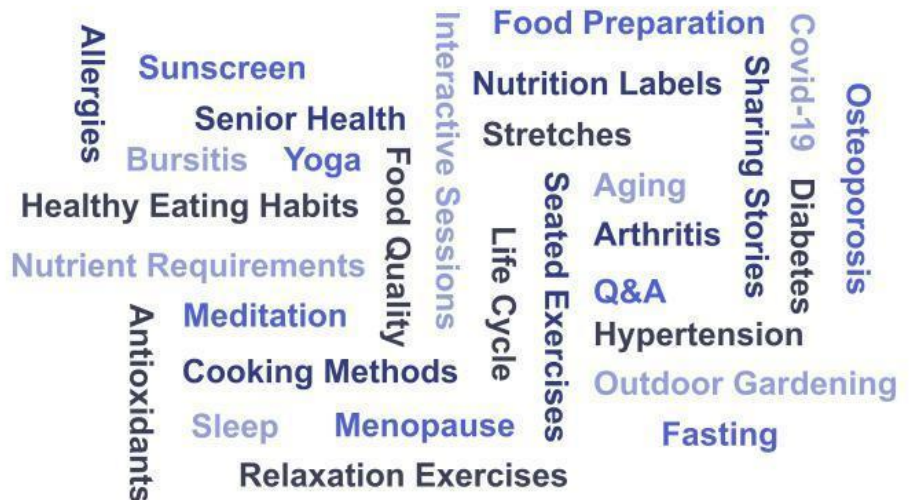 Food Preparation
Allergies
Sunscreen
Interactive Sessions
Covid-19
Nutrition Labels
Sharing Stories
Osteoporosis
Senior Health
Stretches
Bursitis
Yoga
Food Quality
Seated Exercises
Aging
Diabetes
Healthy Eating Habits
Life Cycle
Arthritis
Nutrient Requirements
Q&A
Antioxidants
Meditation
Hypertension
Cooking Methods
Outdoor Gardening
Sleep
Menopause
Fasting
Relaxation Exercises